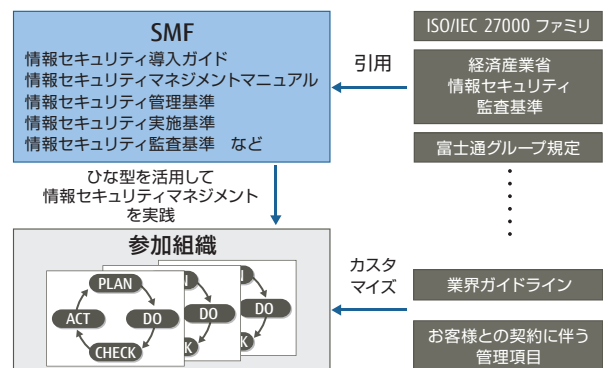 SMF
情報セキュリティ導入ガイド
情報セキュリティマネジメントマニュアル
情報セキュリティ管理基準
情報セキュリティ実施基準
情報セキュリティ監査基準 など
引用
ISO/IEC 27000 ファミリ
経済産業省
情報セキュリティ
監査基準
富士通グループ規定
ひな型を活用して
情報セキュリティマネジメント
を実践
参加組織
PLAN
ACT
DO
CHECK
N
DO
K
N
DO
K
カスタ
マイズ
業界ガイドライン
お客様との契約に伴う
管理項目